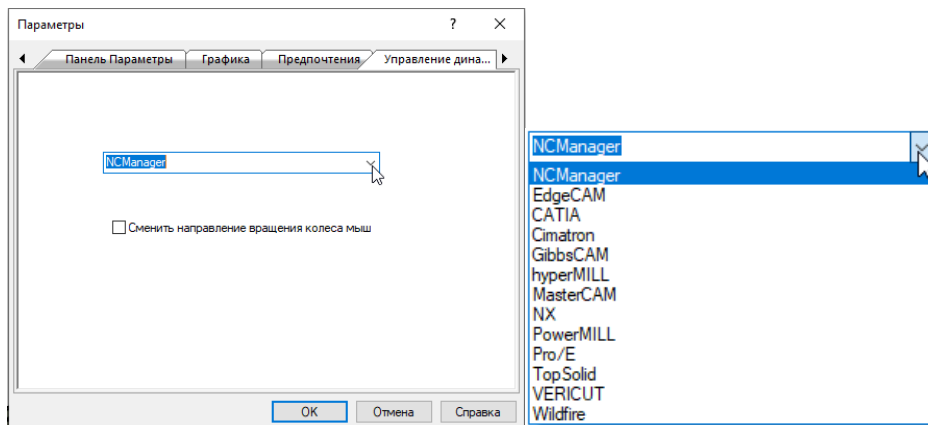 Параметры
Панель Параметры Графика Предпочтения Управление дина...
NCManager
Сменить направление вращения колеса мыш
OK Отмена Справка
NCManager
NCManager
EdgeCAM
CATIA
Cimatron
GibbsCAM
hyperMILL
MasterCAM
NX
PowerMILL
Pro/E
TopSolid
VERICUT
Wildfire